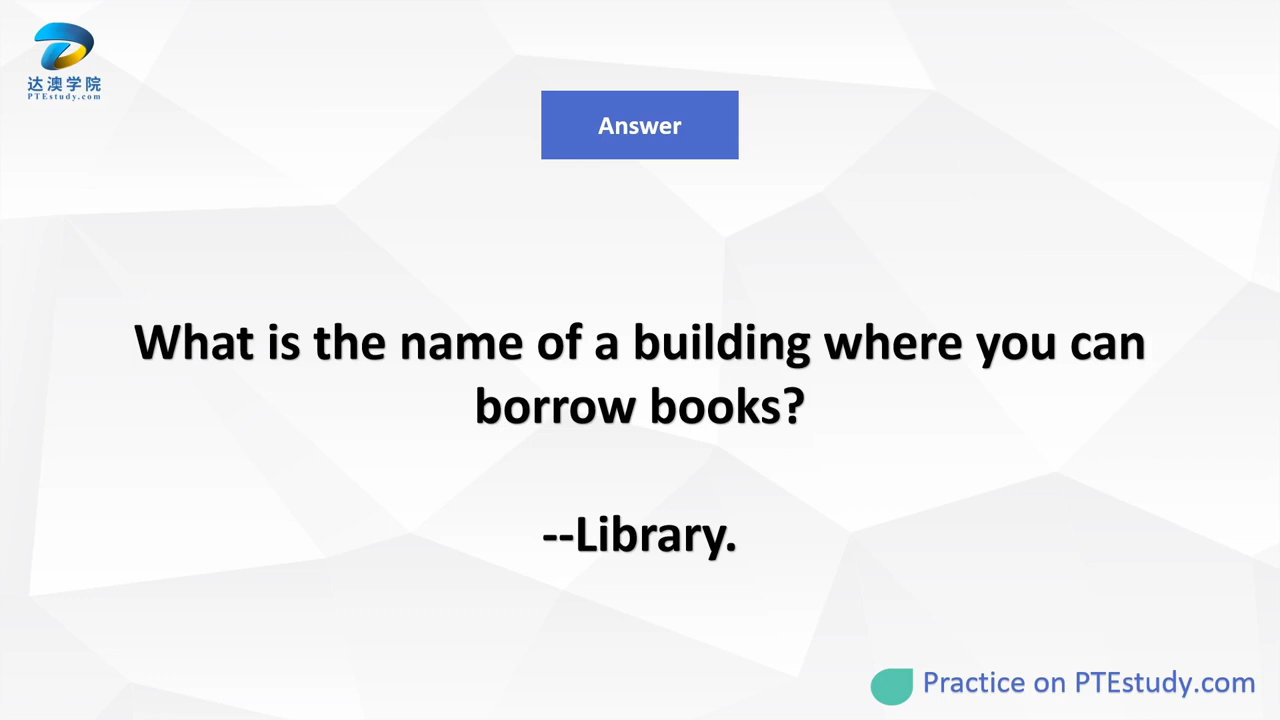 达澳学院
PTEstudy.com
Answer
What is the name of a building where you can
borrow books?
--Library.
Practice on PTEstudy.com